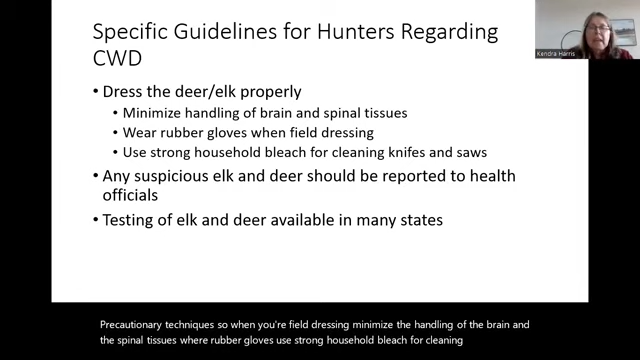 Specific Guidelines for Hunters Regarding
CWD
• Dress the deer/elk properly
• Minimize handling of brain and spinal tissues
• Wear rubber gloves when field dressing
• Use strong household bleach for cleaning knifes and saws
• Any suspicious elk and deer should be reported to health
officials
• Testing of elk and deer available in many states
Kendra Harris
Precautionary techniques so when you're field dressing minimize the handling of the brain and
the spinal tissues where rubber gloves use strong household bleach for cleaning